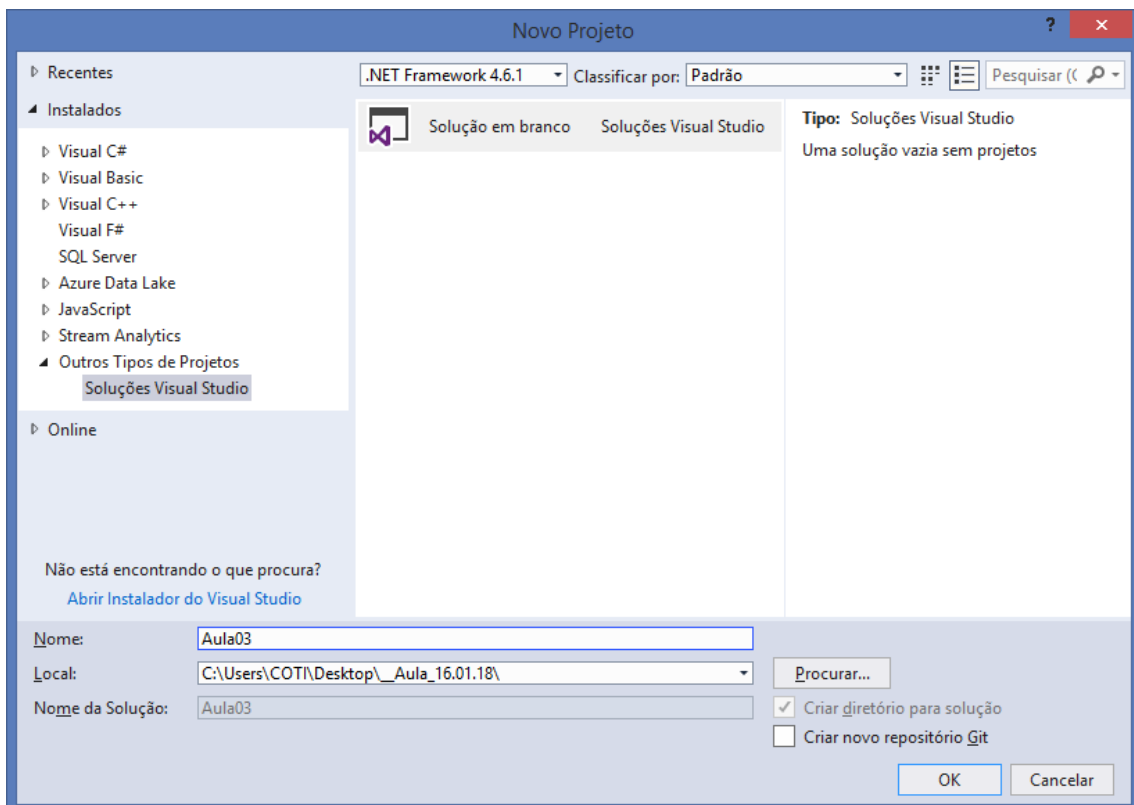 Novo Projeto ? ×
Recentes
.NET Framework 4.6.1 Classificar por: Padrão Pesquisar ((
Instalados
Visual C#
Visual Basic
Visual C++
Visual F#
SQL Server
Azure Data Lake
JavaScript
Stream Analytics
Outros Tipos de Projetos
Soluções Visual Studio
Online
Não está encontrando o que procura?
Abrir Instalador do Visual Studio
Solução em branco Soluções Visual Studio
Tipo: Soluções Visual Studio
Uma solução vazia sem projetos
Nome: Aula03
Local: C:\Users\COTI\Desktop\__Aula_16.01.18\ Procurar...
Nome da Solução: Aula03
Criar diretório para solução
Criar novo repositório Git
OK Cancelar